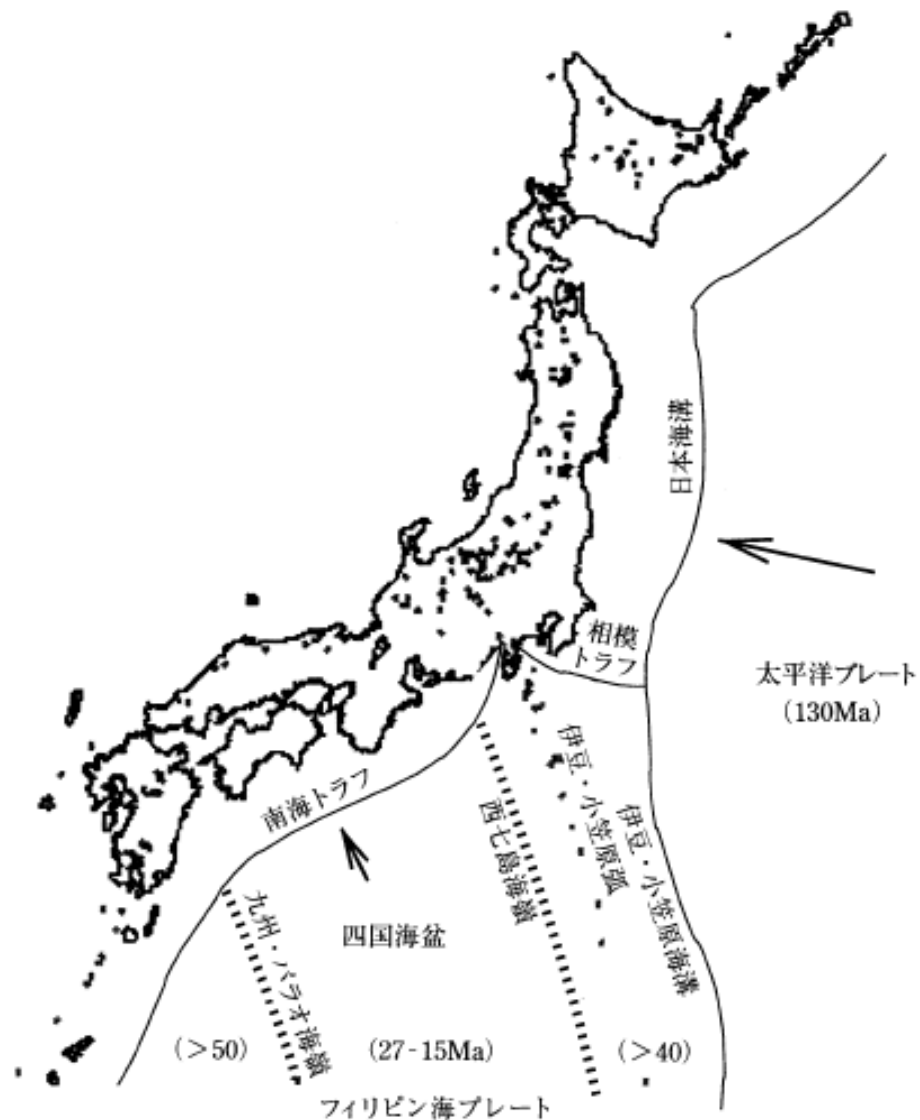 日本海溝
相模
トラフ
太平洋プレート
(130Ma)
伊豆・小笠原弧
伊豆・小笠原海溝
西七島海嶺
南海トラフ
九州・パラオ海嶺
四国海盆
(>50)
(27-15Ma)
(>40)
フィリピン海プレート